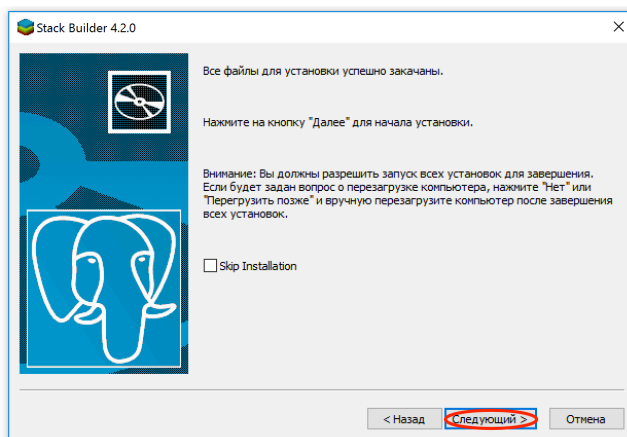 Stack Builder 4.2.0
Все файлы для установки успешно закачаны.
Нажмите на кнопку "Далее" для начала установки.
Внимание: Вы должны разрешить запуск всех установок для завершения.
Если будет задан вопрос о перезагрузке компьютера, нажмите "Нет" или
"Перегрузить позже" и вручную перезагрузите компьютер после завершения
всех установок.
Skip Installation
< Назад
Следующий >
Отмена